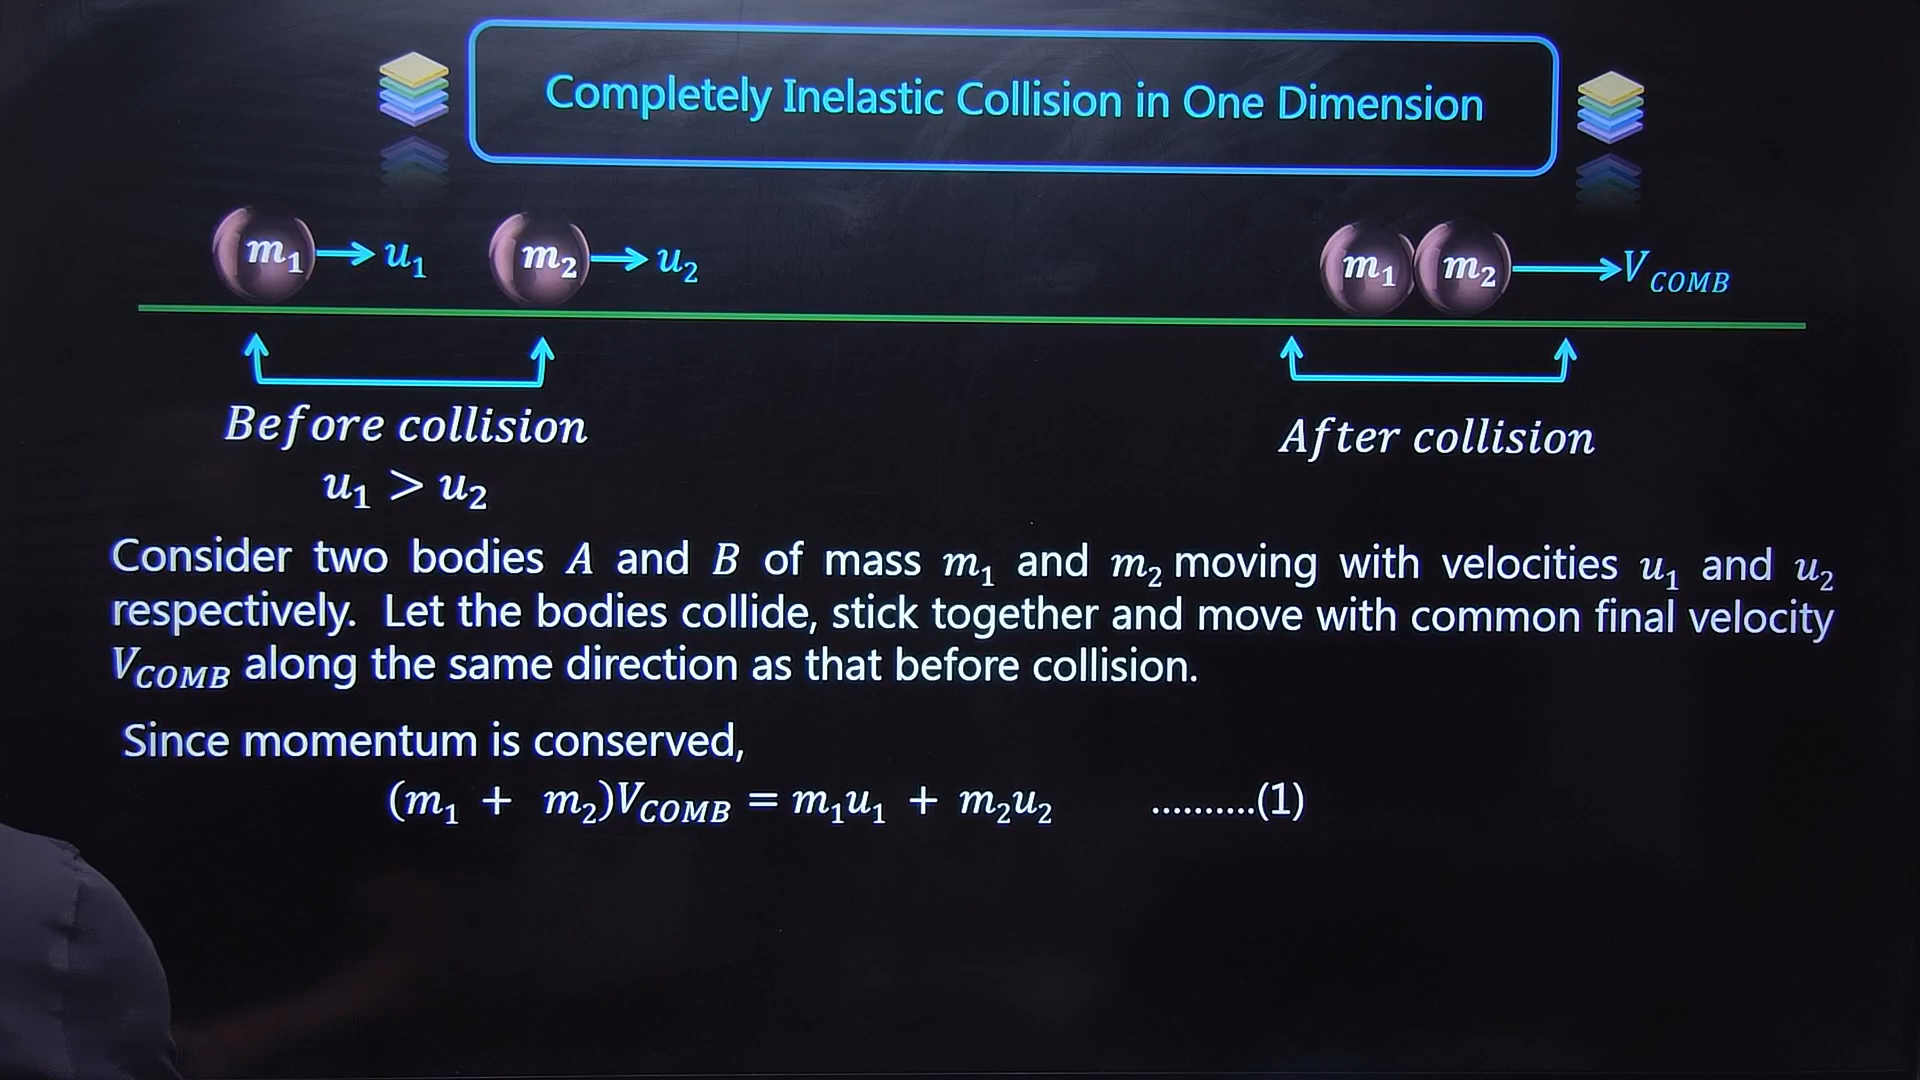 Completely Inelastic Collision in One Dimension
m₁ → u₁ m₂ → u₂ m₁ m₂ → V_COMB
Before collision
After collision
u₁ > u₂
Consider two bodies A and B of mass m₁ and m₂ moving with velocities u₁ and u₂
respectively. Let the bodies collide, stick together and move with common final velocity
V_COMB along the same direction as that before collision.
Since momentum is conserved,
(m₁ + m₂)V_COMB = m₁u₁ + m₂u₂ ..........(1)